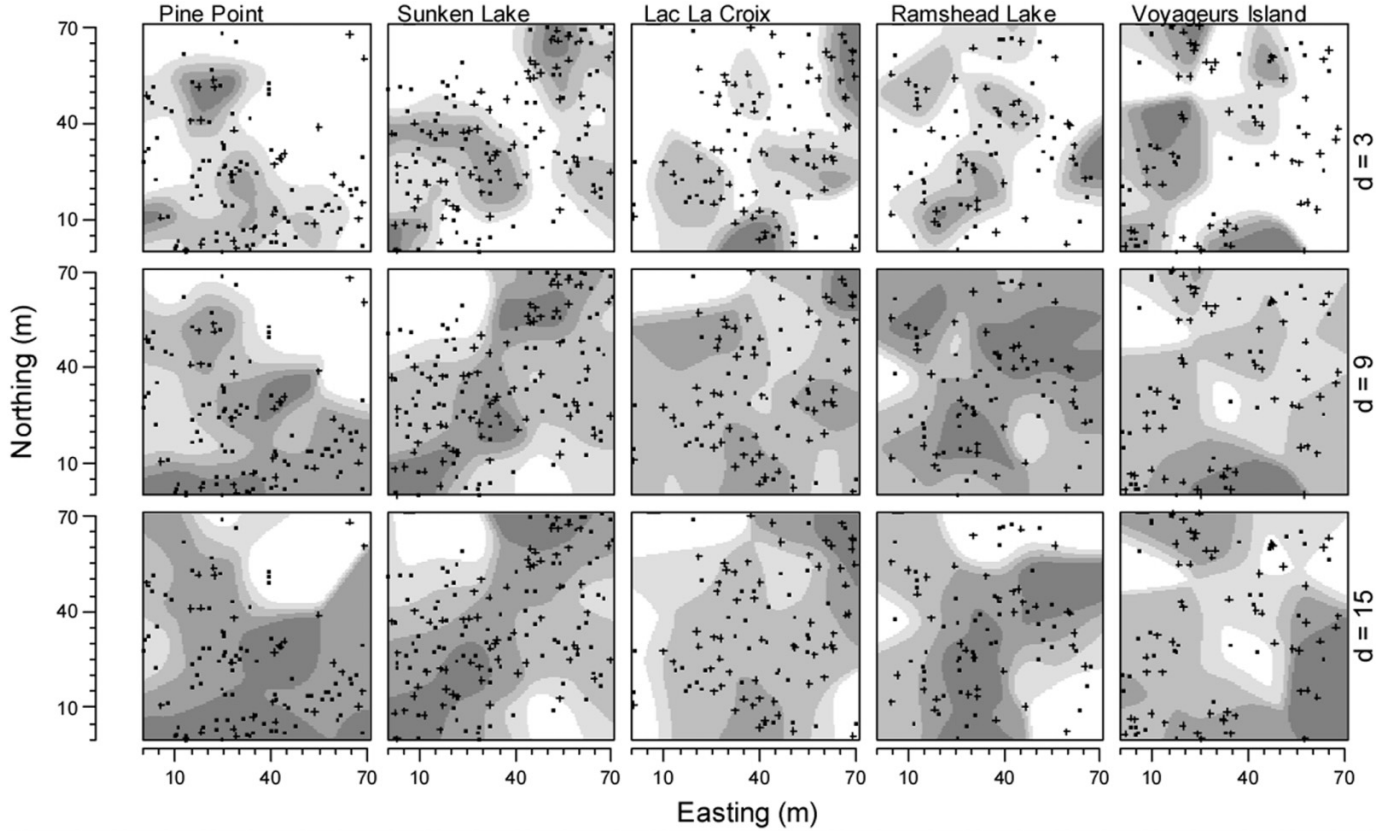 Pine Point Sunken Lake Lac La Croix Ramshead Lake Voyageurs Island
70
40
10
d = 3
70
40
10
d = 9
Northing (m)
70
40
10
d = 15
10 40 70 10 40 70 10 40 70 10 40 70 10 40 70
Easting (m)